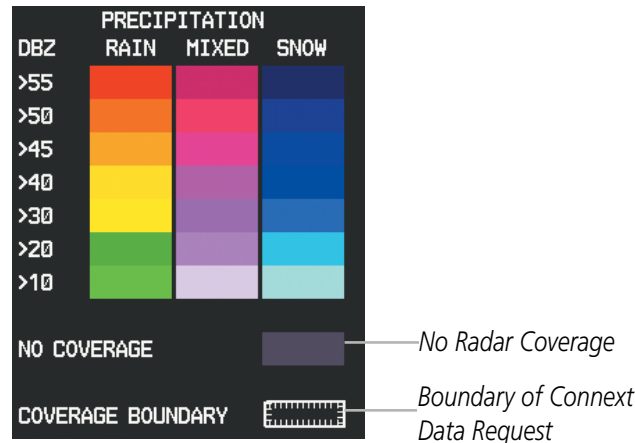 PRECIPITATION
DBZ RAIN MIXED SNOW
>55
>50
>45
>40
>30
>20
>10
NO COVERAGE
No Radar Coverage
COVERAGE BOUNDARY
Boundary of Connext
Data Request